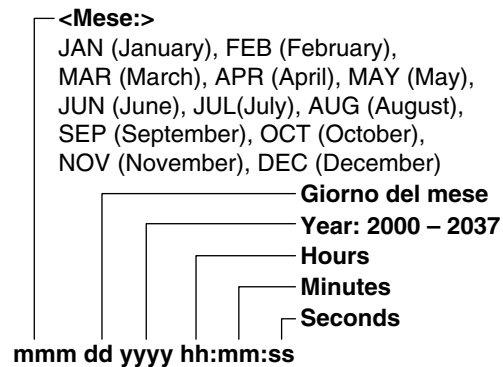 <Mese:>
JAN (January), FEB (February),
MAR (March), APR (April), MAY (May),
JUN (June), JUL(July), AUG (August),
SEP (September), OCT (October),
NOV (November), DEC (December)
Giorno del mese
Year: 2000 – 2037
Hours
Minutes
Seconds
mmm dd yyyy hh:mm:ss